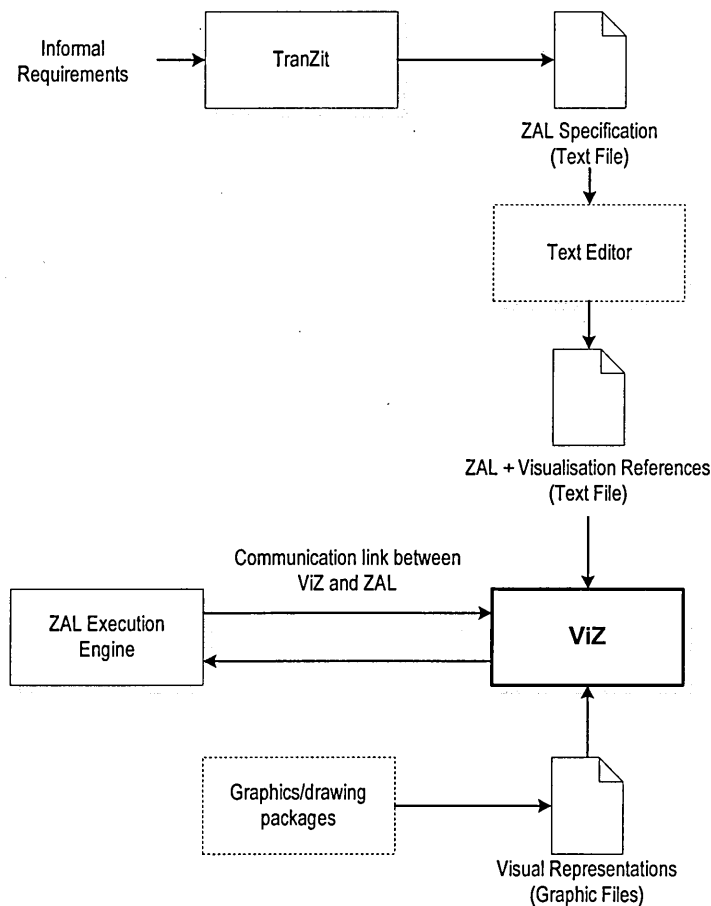 Informal
Requirements
TranZit
ZAL Specification
(Text File)
Text Editor
ZAL + Visualisation References
(Text File)
Communication link between
ViZ and ZAL
ZAL Execution
Engine
ViZ
Graphics/drawing
packages
Visual Representations
(Graphic Files)